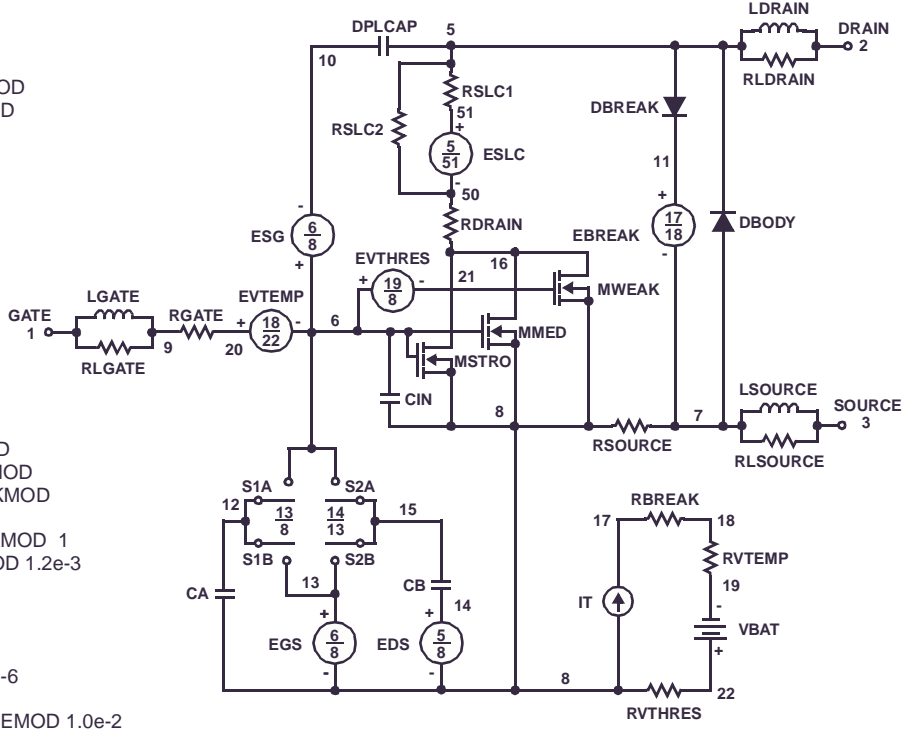 LDRAIN
DPLCAP 5 DRAIN
2
10
RLDRAIN
OD
D
RSLC1
51
DBREAK
+
RSLC2
5
51
ESLC
11
-
50
-
+
RDRAIN
17
18
DBODY
6
8
ESG
EBREAK
EVTHRES
16
+
+
19
8
-
21
-
MWEAK
LGATE
EVTEMP
GATE
1
RGATE
+
18
22
-
6
MMED
9
20
RLGATE
MSTRO
LSOURCE
CIN
8
7
SOURCE
3
RSOURCE
RLSOURCE
D
MOD
KMOD
S1A
S2A
RBREAK
12
13
8
14
13
15
17
18
MOD 1
OD 1.2e-3
S1B
S2B
RVTEMP
13
CB
19
CA
IT
-
14
+
+
VBAT
EGS
6
8
EDS
5
8
+
-
-
8
22
-6
RVTHRES
EMOD 1.0e-2